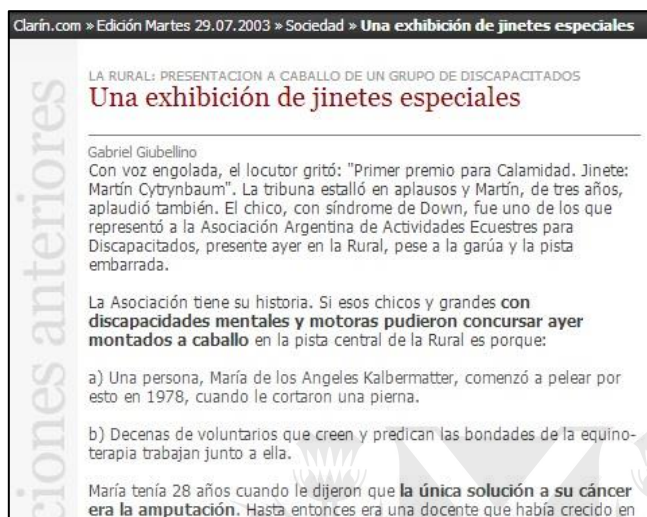 Clarín.com » Edición Martes 29.07.2003 » Sociedad » Una exhibición de jinetes especiales
LA RURAL: PRESENTACION A CABALLO DE UN GRUPO DE DISCAPACITADOS
Una exhibición de jinetes especiales
Gabriel Giubellino
Con voz engolada, el locutor gritó: "Primer premio para Calamidad. Jinete:
Martín Cytrynbaum". La tribuna estalló en aplausos y Martín, de tres años,
aplaudió también. El chico, con síndrome de Down, fue uno de los que
representó a la Asociación Argentina de Actividades Ecuestres para
Discapacitados, presente ayer en la Rural, pese a la garúa y la pista
embarrada.
La Asociación tiene su historia. Si esos chicos y grandes con
discapacidades mentales y motoras pudieron concursar ayer
montados a caballo en la pista central de la Rural es porque:
a) Una persona, María de los Angeles Kalbermatter, comenzó a pelear por
esto en 1978, cuando le cortaron una pierna.
b) Decenas de voluntarios que creen y predican las bondades de la equino-
terapia trabajan junto a ella.
María tenía 28 años cuando le dijeron que la única solución a su cáncer
era la amputación. Hasta entonces era una docente que había crecido en
ciones anteriores